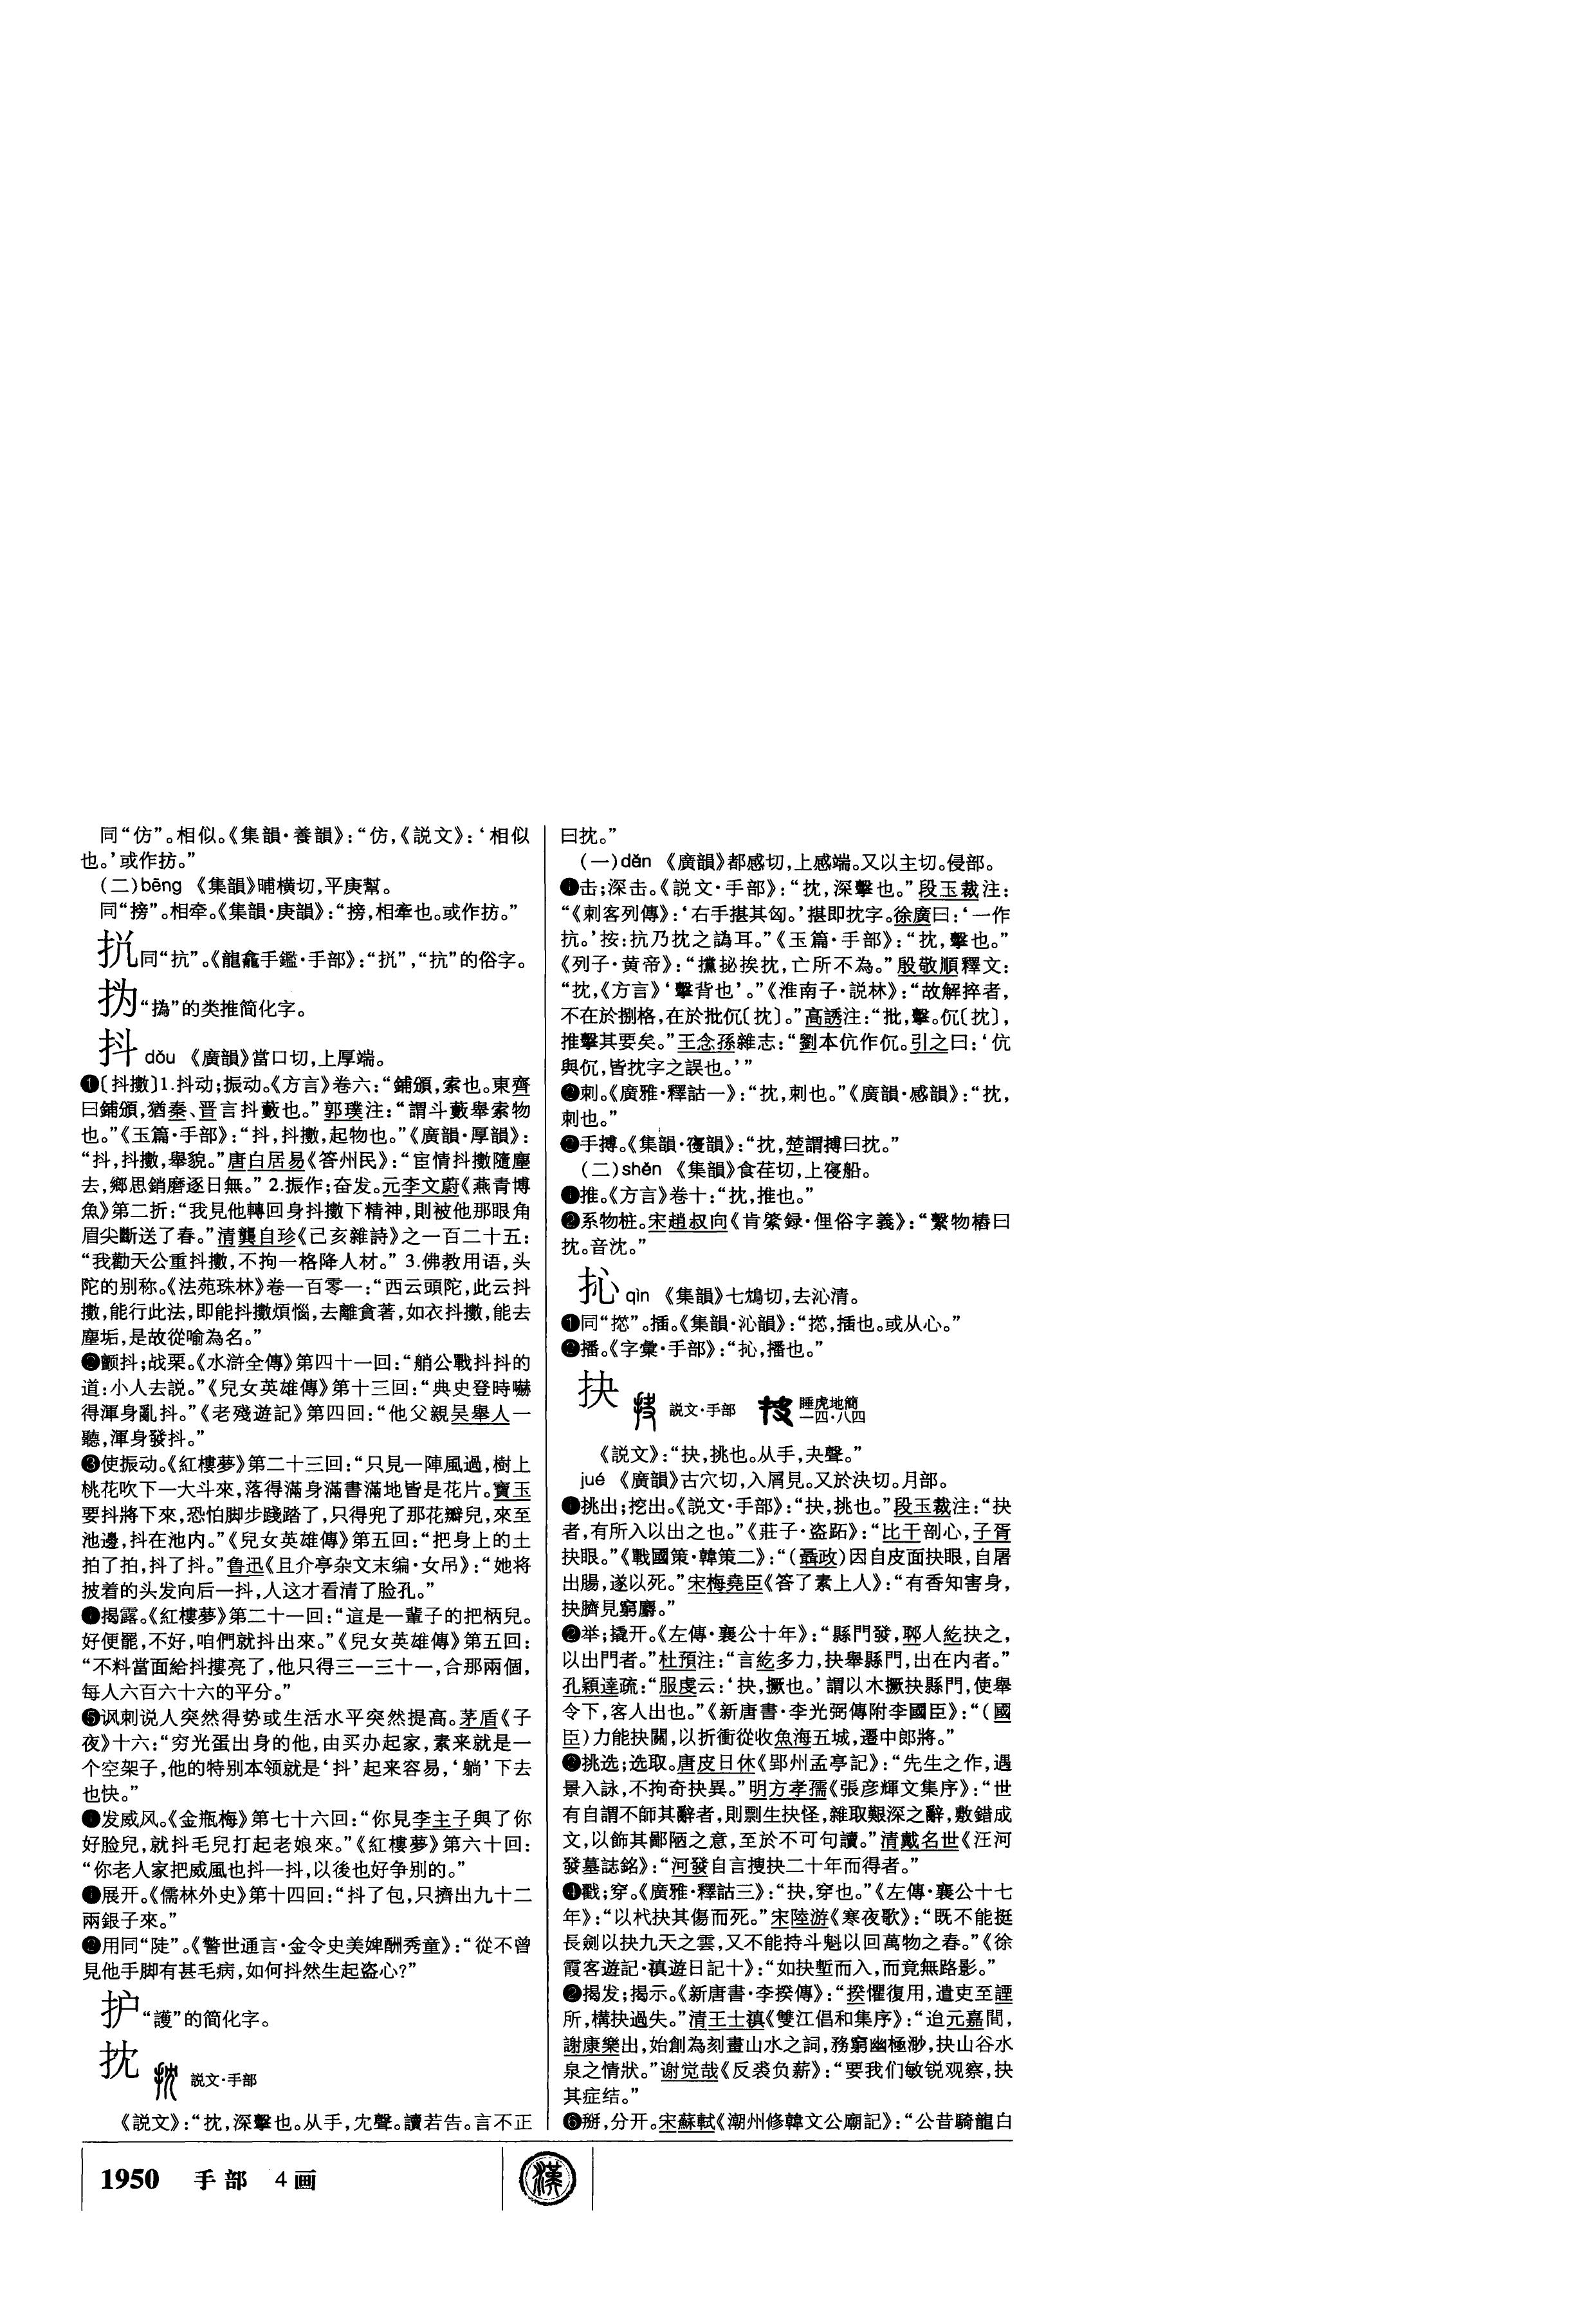 同“仿”。相似。《集韻·養韻》：“仿，《説文》：‘相似
也。’或作抈。”
(二)bēng 《集韻》晡横切，平庚幫。
同“搒”。相牽。《集韻·庚韻》：“搒，相牽也。或作抈。”
同“抗”。《龍龕手鑑·手部》：“”，“抗”的俗字。
㧑“撝”的类推简化字。
抖 dǒu 《廣韻》當口切，上厚端。
❶〔抖擻〕1.抖动；振动。《方言》卷六：“鋪頒，索也。東齊
曰鋪頒，猶秦、晋言抖藪也。”郭璞注：“謂斗藪舉索物
也。”《玉篇·手部》：“抖，抖擻，起物也。”《廣韻·厚韻》：
“抖，抖擻，舉貌。”唐白居易《答州民》：“宦情抖擻隨塵
去，鄉思銷磨逐日無。” 2.振作；奋发。元李文蔚《燕青博
魚》第二折：“我見他轉回身抖擻下精神，則被他那眼角
眉尖斷送了春。”清龔自珍《己亥雜詩》之一百二十五：
“我勸天公重抖擻，不拘一格降人材。” 3.佛教用语，头
陀的别称。《法苑珠林》卷一百零一：“西云頭陀，此云抖
擻，能行此法，即能抖擻煩惱，去離貪著，如衣抖擻，能去
塵垢，是故從喻為名。”
❷颤抖；战栗。《水滸全傳》第四十一回：“艄公戰抖抖的
道：小人去説。”《兒女英雄傳》第十三回：“典史登時嚇
得渾身亂抖。”《老殘遊記》第四回：“他父親吴舉人一
聽，渾身發抖。”
❸使振动。《紅樓夢》第二十三回：“只見一陣風過，樹上
桃花吹下一大斗來，落得滿身滿書滿地皆是花片。寶玉
要抖將下來，恐怕脚步踐踏了，只得兜了那花瓣兒，來至
池邊，抖在池内。”《兒女英雄傳》第五回：“把身上的土
拍了拍，抖了抖。”鲁迅《且介亭杂文末编·女吊》：“她将
披着的头发向后一抖，人这才看清了脸孔。”
❹揭露。《紅樓夢》第二十一回：“這是一輩子的把柄兒。
好便罷，不好，咱們就抖出來。”《兒女英雄傳》第五回：
“不料當面給抖摟亮了，他只得三一三十一，合那兩個，
每人六百六十六的平分。”
❺讽刺说人突然得势或生活水平突然提高。茅盾《子
夜》十六：“穷光蛋出身的他，由买办起家，素来就是一
个空架子，他的特别本领就是‘抖’起来容易，‘躺’下去
也快。”
❻发威风。《金瓶梅》第七十六回：“你見李主子與了你
好脸兒，就抖毛兒打起老娘來。”《紅樓夢》第六十回：
“你老人家把威風也抖一抖，以後也好争别的。”
❼展开。《儒林外史》第十四回：“抖了包，只擠出九十二
兩銀子來。”
❽用同“陡”。《警世通言·金令史美婢酬秀童》：“從不曾
見他手脚有甚毛病，如何抖然生起盗心？”
护“護”的简化字。
抌 説文·手部
《説文》：“抌，深擊也。从手，冘聲。讀若告。言不正
曰抌。”
(一)dǎn 《廣韻》都感切，上感端。又以主切。侵部。
❶击；深击。《説文·手部》：“抌，深擊也。”段玉裁注：
“《刺客列傳》：‘右手揕其匈。’揕即抌字。徐廣曰：‘一作
抗。’按：抗乃抌之譌耳。”《玉篇·手部》：“抌，擊也。”
《列子·黄帝》：“攩㧙挨抌，亡所不為。”殷敬順釋文：
“抌，《方言》‘擊背也’。”《淮南子·説林》：“故解捽者，
不在於捌格，在於批伔〔抌〕。”高誘注：“批，擊。伔〔抌〕，
推擊其要矣。”王念孫雜志：“劉本伉作伔。引之曰：‘伉
與伔，皆抌字之誤也。’”
❷刺。《廣雅·釋詁一》：“抌，刺也。”《廣韻·感韻》：“抌，
刺也。”
❸手搏。《集韻·寑韻》：“抌，楚謂搏曰抌。”
(二)shěn 《集韻》食荏切，上寑船。
❶推。《方言》卷十：“抌，推也。”
❷系物桩。宋趙叔向《肯綮録·俚俗字義》：“繫物樁曰
抌。音沈。”
㧈 qìn 《集韻》七鴆切，去沁清。
❶同“㨫”。插。《集韻·沁韻》：“㨫，插也。或从心。”
❷播。《字彙·手部》：“㧈，播也。”
抉 説文·手部 睡虎地簡一四·八四
《説文》：“抉，挑也。从手，夬聲。”
jué 《廣韻》古穴切，入屑見。又於決切。月部。
❶挑出；挖出。《説文·手部》：“抉，挑也。”段玉裁注：“抉
者，有所入以出之也。”《莊子·盗跖》：“比干剖心，子胥
抉眼。”《戰國策·韓策二》：“(聶政)因自皮面抉眼，自屠
出腸，遂以死。”宋梅堯臣《答了素上人》：“有香知害身，
抉臍見窮麝。”
❷举；撬开。《左傳·襄公十年》：“縣門發，郰人紇抉之，
以出門者。”杜預注：“言紇多力，抉舉縣門，出在内者。”
孔穎達疏：“服虔云：‘抉，撅也。’謂以木撅抉縣門，使舉
令下，客人出也。”《新唐書·李光弼傳附李國臣》：“(國
臣)力能抉關，以折衝從收魚海五城，遷中郎將。”
❸挑选；选取。唐皮日休《郢州孟亭記》：“先生之作，遇
景入詠，不拘奇抉異。”明方孝孺《張彦輝文集序》：“世
有自謂不師其辭者，則剽生抉怪，雜取艱深之辭，敷錯成
文，以飾其鄙陋之意，至於不可句讀。”清戴名世《汪河
發墓誌銘》：“河發自言搜抉二十年而得者。”
❹戳；穿。《廣雅·釋詁三》：“抉，穿也。”《左傳·襄公十七
年》：“以杙抉其傷而死。”宋陸游《寒夜歌》：“既不能挺
長劍以抉九天之雲，又不能持斗魁以回萬物之春。”《徐
霞客遊記·滇遊日記十》：“如抉塹而入，而竟無路影。”
❺揭发；揭示。《新唐書·李揆傳》：“揆懼復用，遣吏至諲
所，構抉過失。”清王士滇《雙江倡和集序》：“迨元嘉間，
謝康樂出，始創為刻畫山水之詞，務窮幽極渺，抉山谷水
泉之情狀。”谢觉哉《反裘负薪》：“要我们敏锐观察，抉
其症结。”
❻掰，分开。宋蘇軾《潮州修韓文公廟記》：“公昔騎龍白
1950 手部 4画
漢